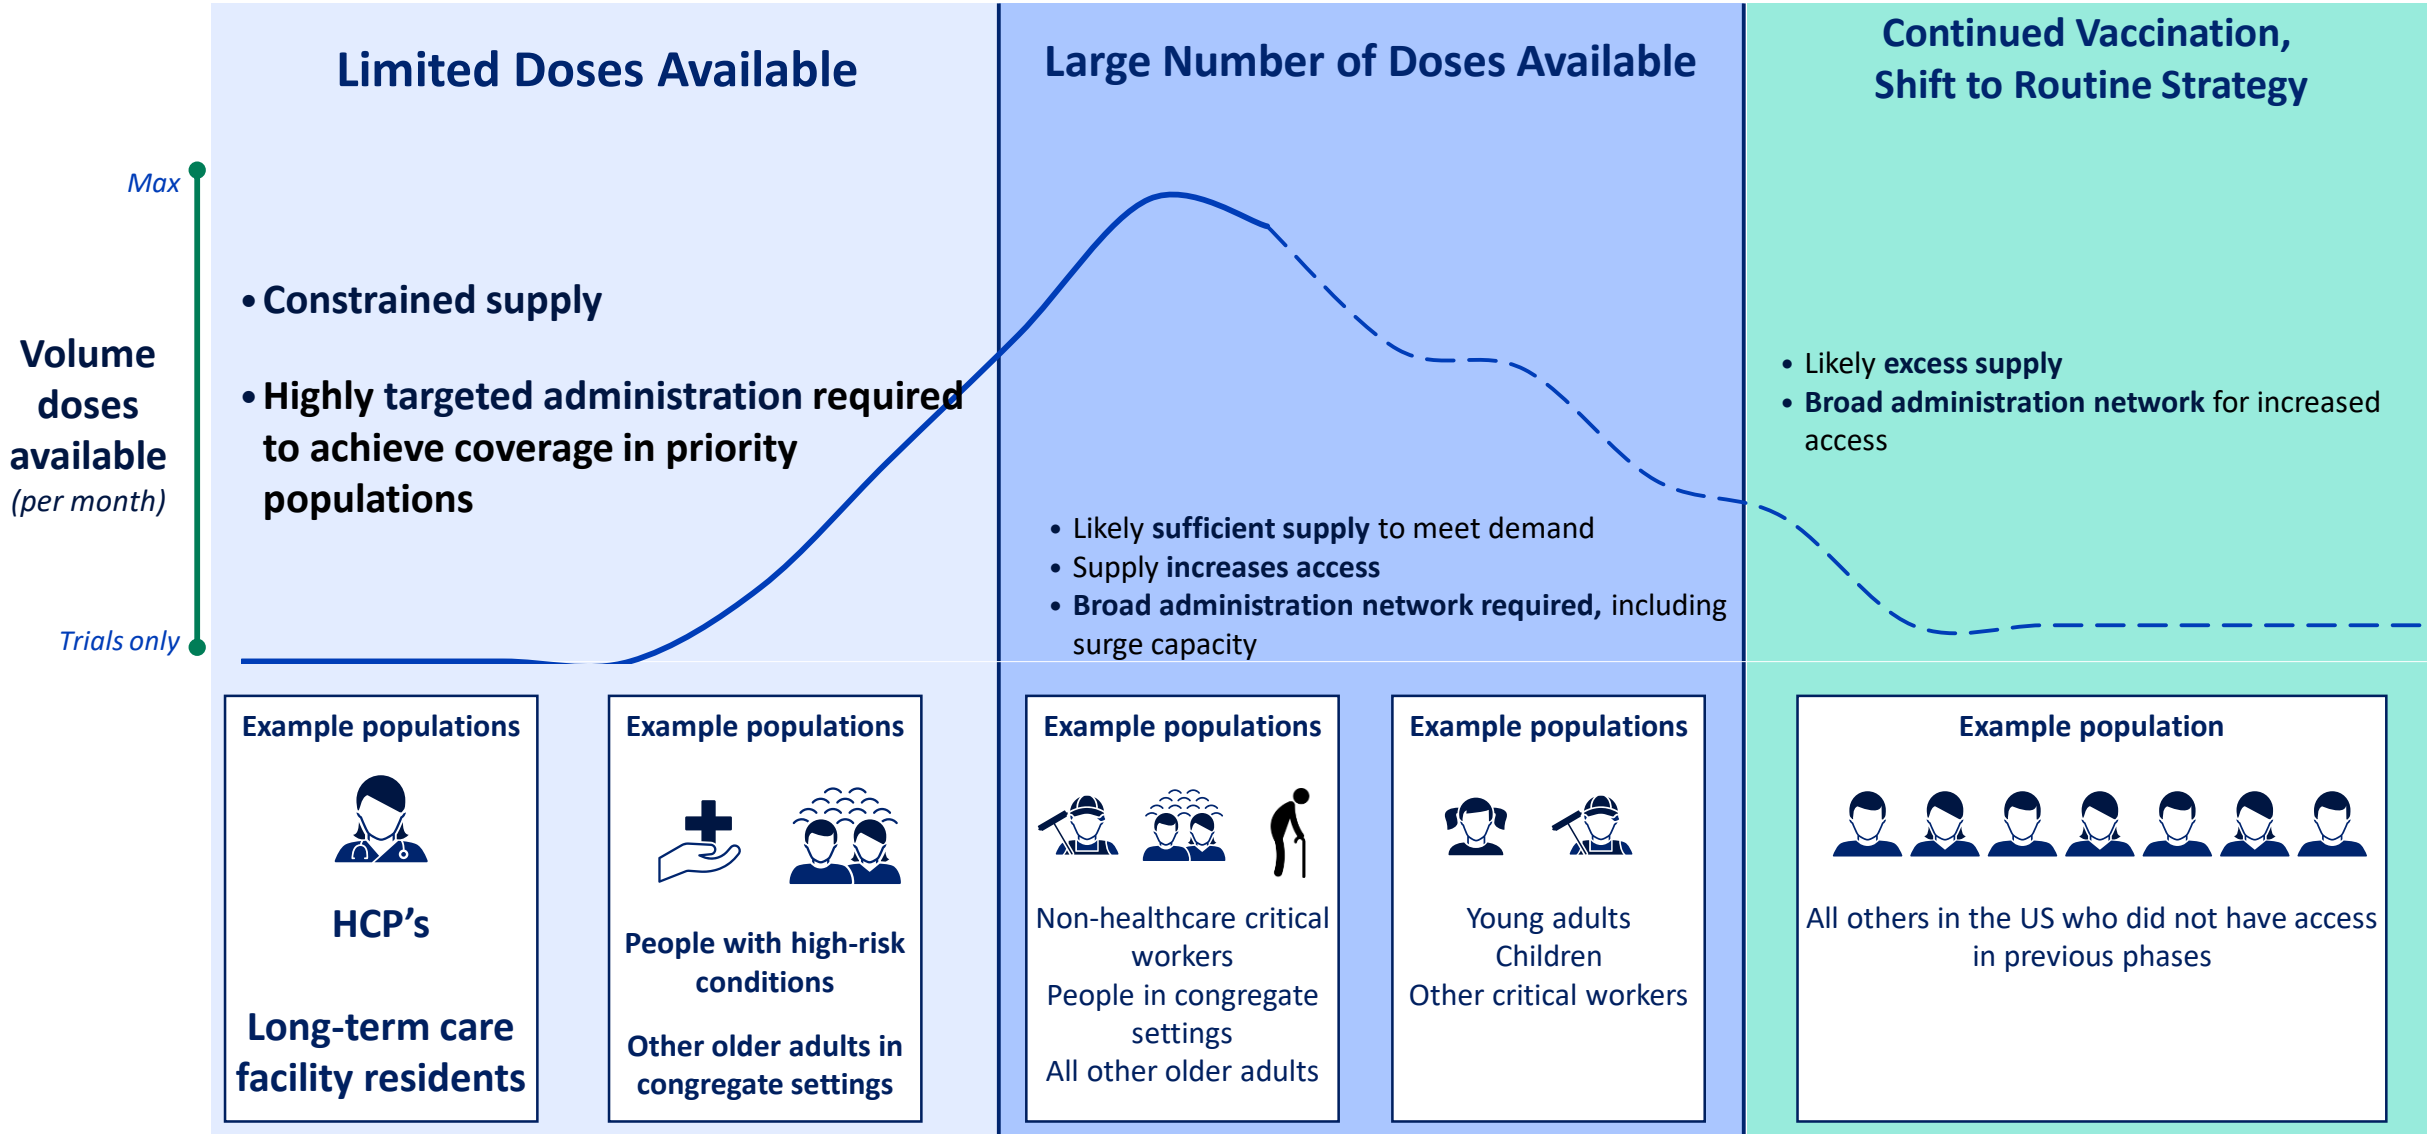 Limited Doses Available
Large Number of Doses Available
Continued Vaccination,
Shift to Routine Strategy
Max
Volume
doses
available
(per month)
Trials only
• Constrained supply
• Highly targeted administration required
to achieve coverage in priority
populations
• Likely sufficient supply to meet demand
• Supply increases access
• Broad administration network required, including
surge capacity
• Likely excess supply
• Broad administration network for increased
access
Example populations
HCP’s
Long-term care
facility residents
Example populations
People with high-risk
conditions
Other older adults in
congregate settings
Example populations
Non-healthcare critical
workers
People in congregate
settings
All other older adults
Example populations
Young adults
Children
Other critical workers
Example population
All others in the US who did not have access
in previous phases